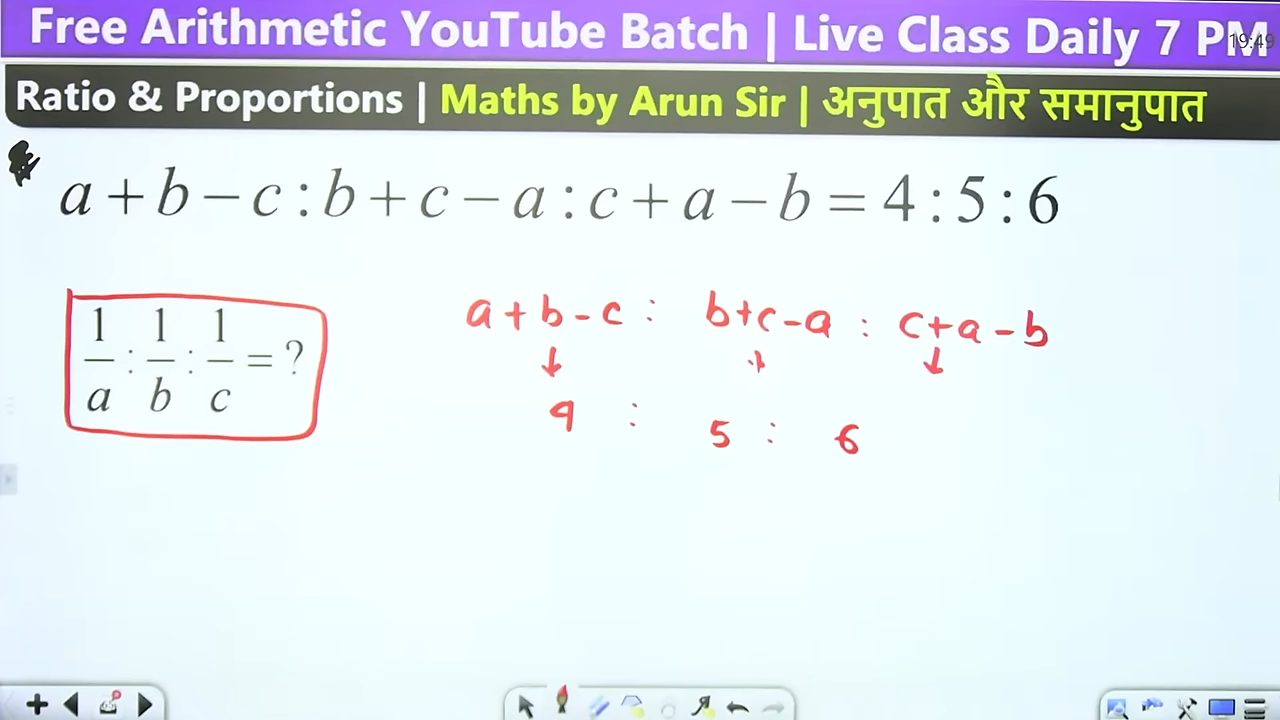 Free Arithmetic YouTube Batch | Live Class Daily 7 PM
19:49
Ratio & Proportions | Maths by Arun Sir | अनुपात और समानुपात
a + b − c : b + c − a : c + a − b = 4 : 5 : 6
1/a : 1/b : 1/c = ?
a + b - c : b + c - a : c + a - b
4 : 5 : 6